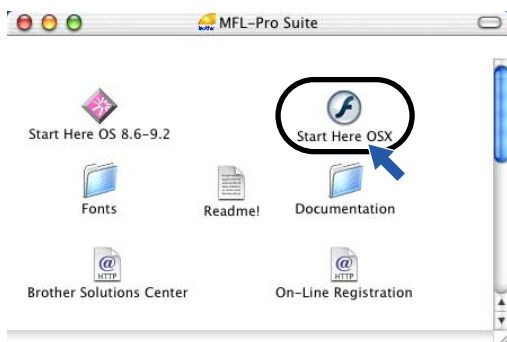 MFL-Pro Suite
Start Here OS 8.6-9.2
Start Here OSX
Fonts
Readme!
Documentation
@
HTTP
@
HTTP
Brother Solutions Center
On-Line Registration